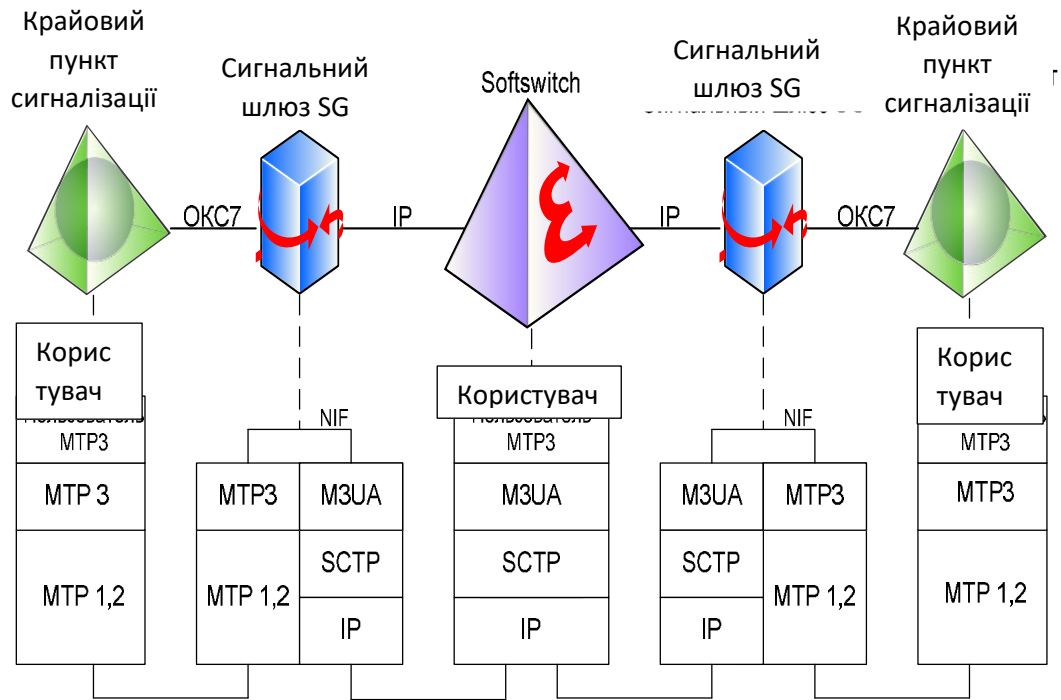 Крайовий
пункт
сигналізації
Сигнальний
шлюз SG
Softswitch
Сигнальний
шлюз SG
Крайовий
пункт
сигналізації
ОКС7
IP
IP
ОКС7
Корис
тувач
МТР3
МТР 3
МТР 1,2
NIF
МТР3
M3UA
МТР 1,2
SCTP
IP
Користувач
МТР3
M3UA
SCTP
IP
NIF
M3UA
МТР3
SCTP
МТР 1,2
IP
Корис
тувач
МТР3
МТР3
МТР 1,2